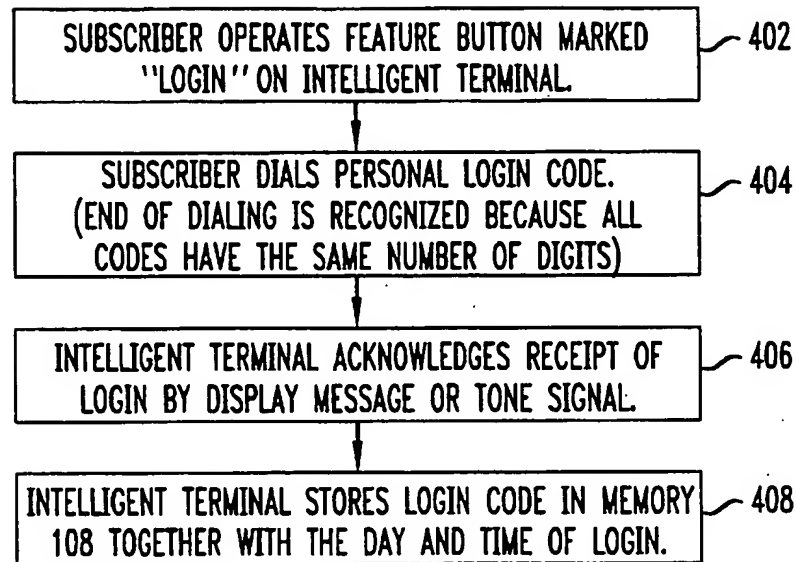 SUBSCRIBER OPERATES FEATURE BUTTON MARKED
"LOGIN" ON INTELLIGENT TERMINAL.
402
SUBSCRIBER DIALS PERSONAL LOGIN CODE.
(END OF DIALING IS RECOGNIZED BECAUSE ALL
CODES HAVE THE SAME NUMBER OF DIGITS)
404
INTELLIGENT TERMINAL ACKNOWLEDGES RECEIPT OF
LOGIN BY DISPLAY MESSAGE OR TONE SIGNAL.
406
INTELLIGENT TERMINAL STORES LOGIN CODE IN MEMORY
108 TOGETHER WITH THE DAY AND TIME OF LOGIN.
408